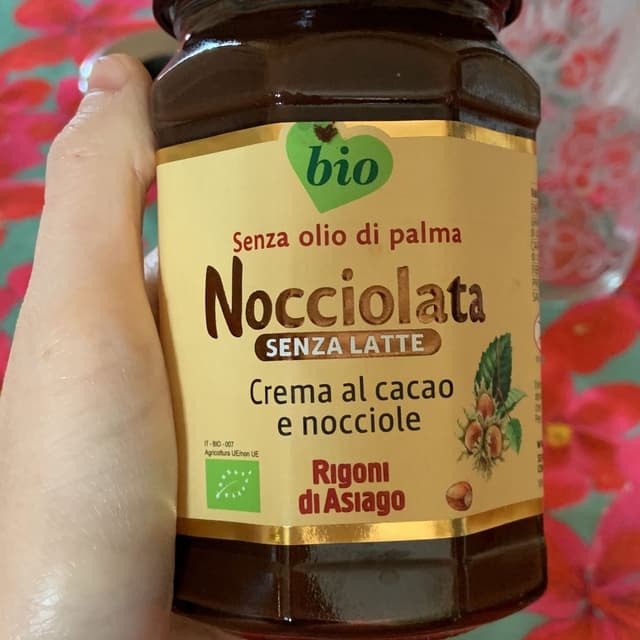 bio
Senza olio di palma
Nocciolata
SENZA LATTE
Crema al cacao
e nocciole
IT - BIO - 007
Agricoltura UE/non UE
Rigoni
di Asiago